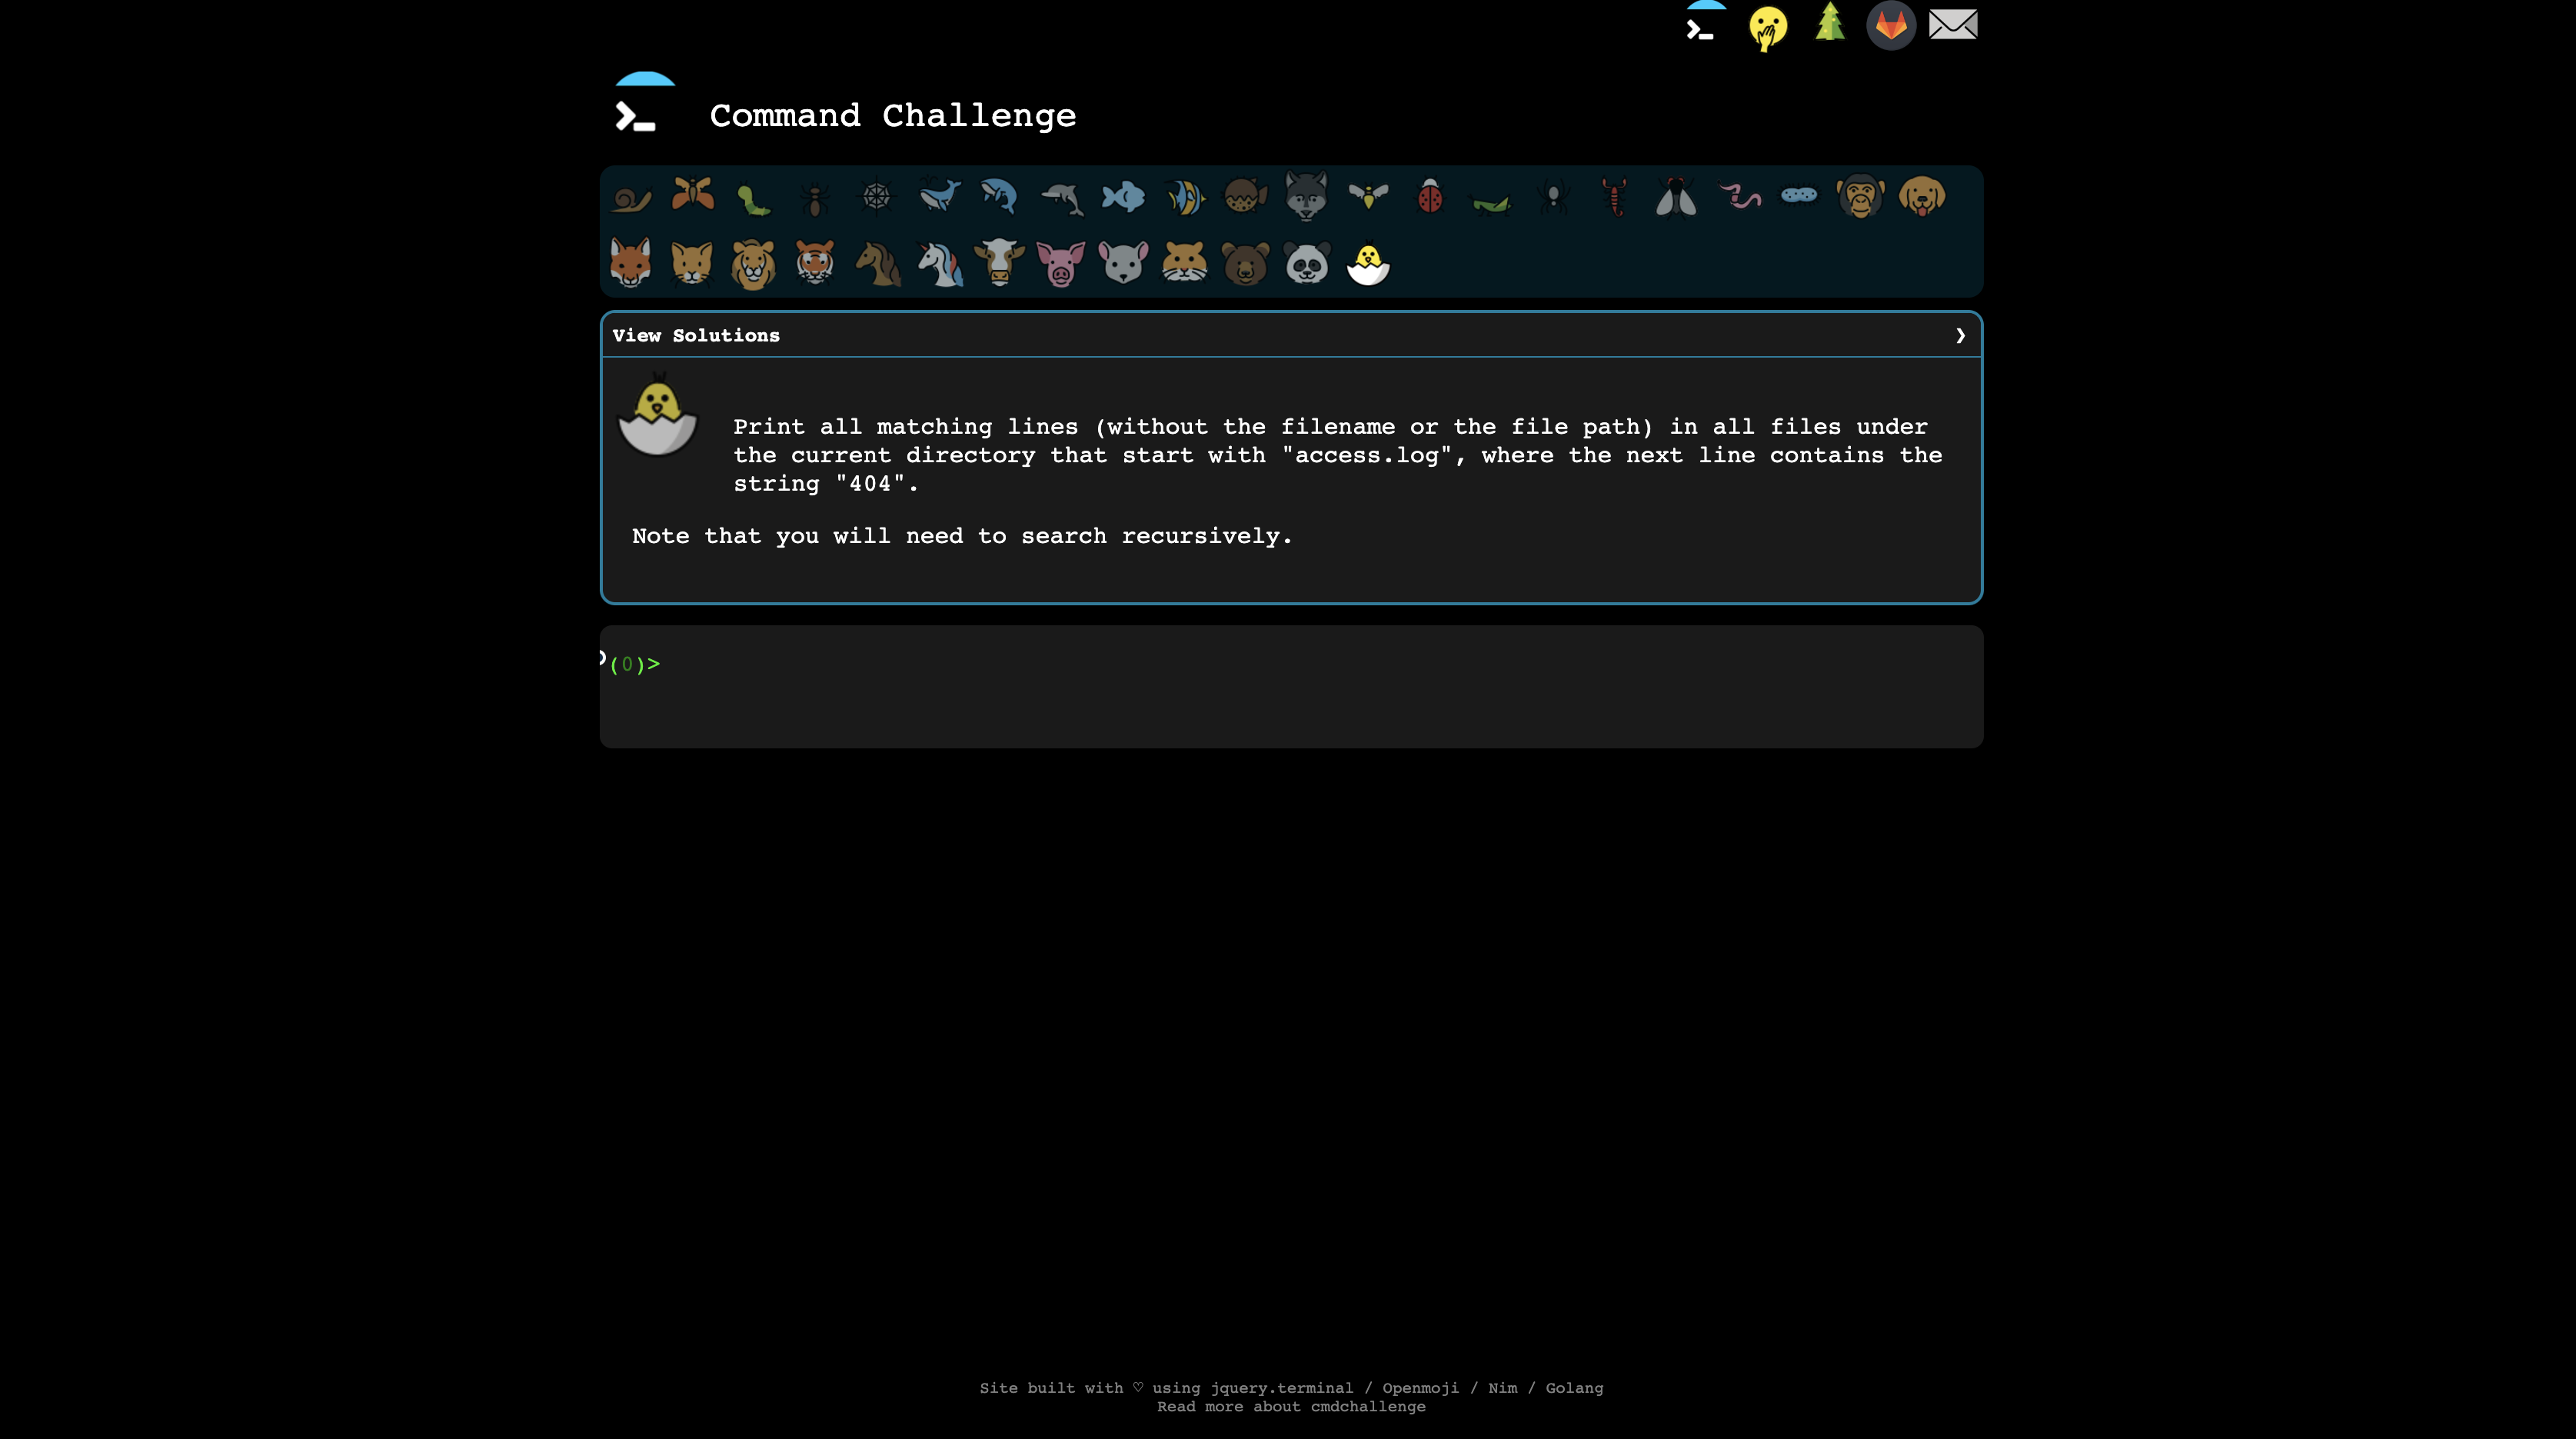 Command Challenge
View Solutions
Print all matching lines (without the filename or the file path) in all files under
the current directory that start with "access.log", where the next line contains the
string "404".
Note that you will need to search recursively.
(0)>
Site built with ♡ using jquery.terminal / Openmoji / Nim / Golang
Read more about cmdchallenge